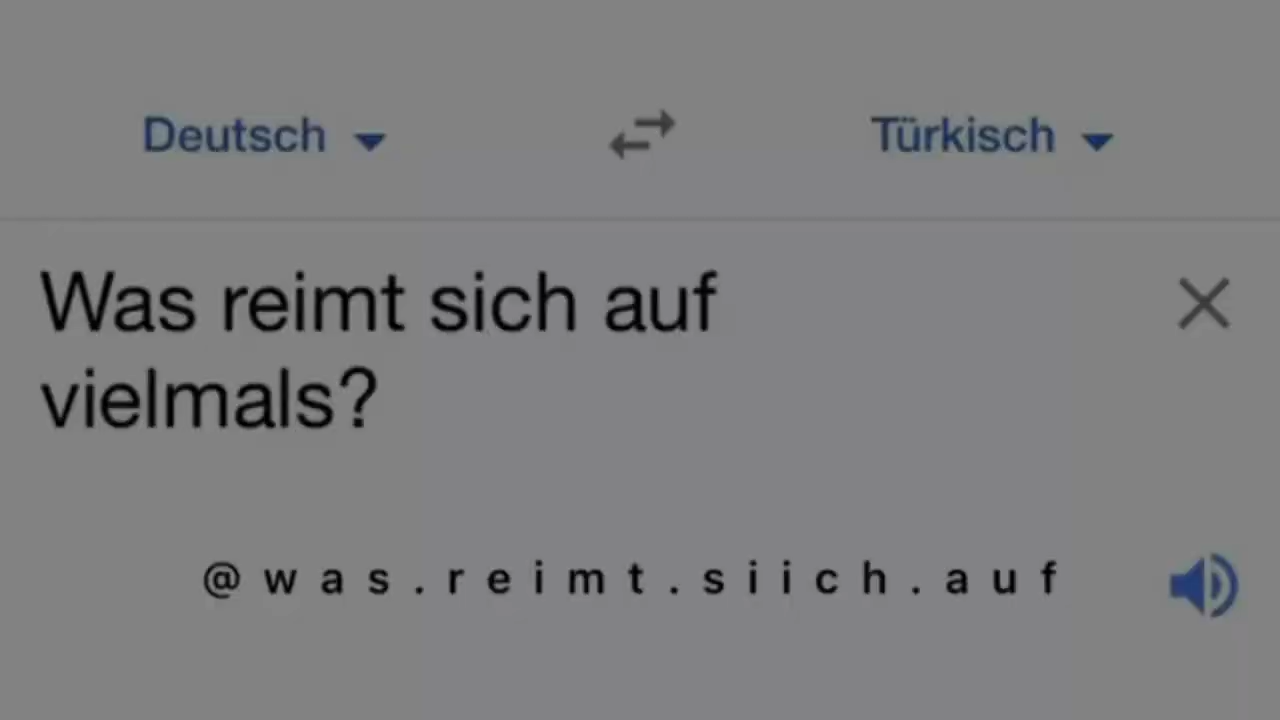 Deutsch Türkisch
Was reimt sich auf
vielmals?
@was.reimt.siich.auf